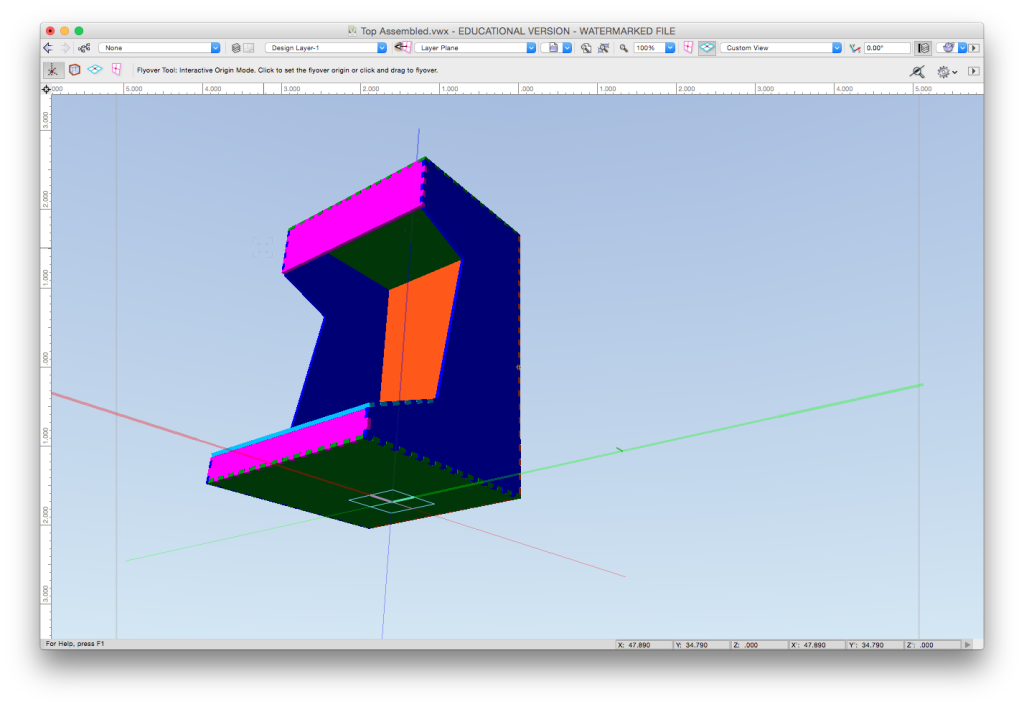 Top Assembled.vwx - EDUCATIONAL VERSION - WATERMARKED FILE
None Design Layer-1 Layer Plane 100% Custom View 0.00°
Flyover Tool: Interactive Origin Mode. Click to set the flyover origin or click and drag to flyover.
.000 5.000 4.000 3.000 2.000 1.000 .000 1.000 2.000 3.000 4.000 5.000
3.000
2.000
1.000
.000
1.000
2.000
3.000
For Help, press F1
X: 47.890 Y: 34.790 Z: .000 X': 47.890 Y': 34.790 Z': .000